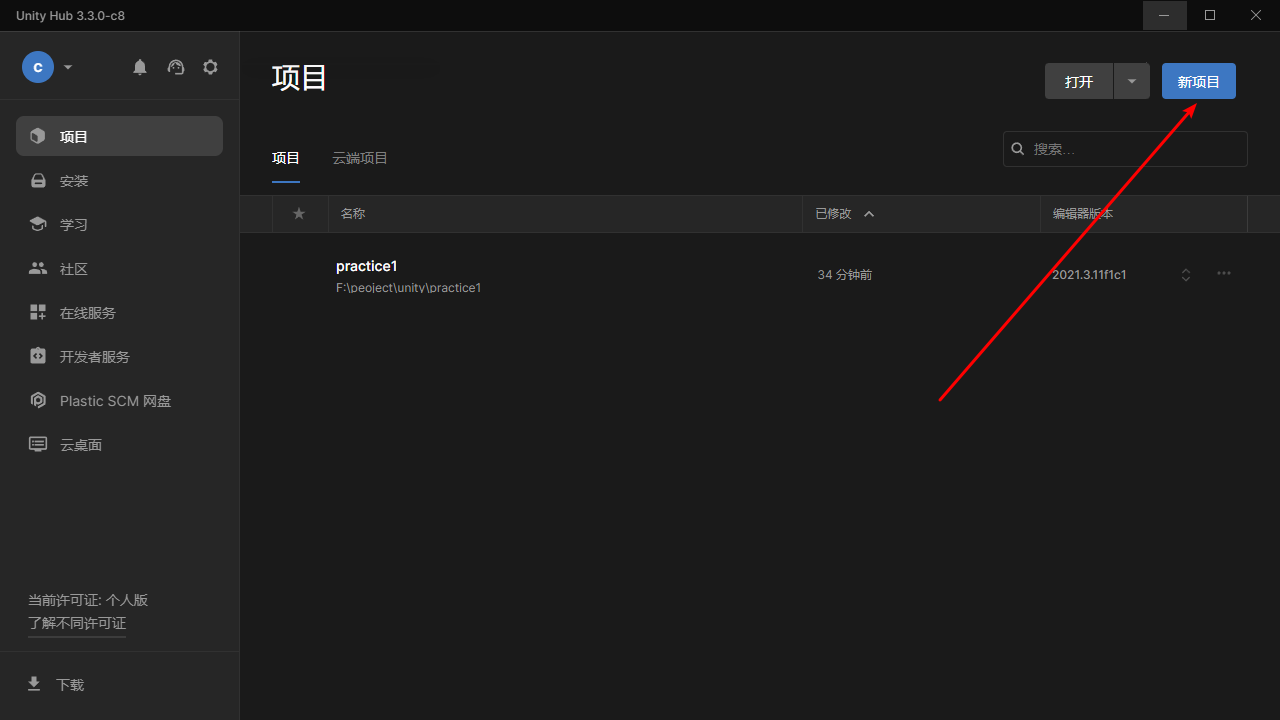 Unity Hub 3.3.0-c8
C
项目
安装
学习
社区
在线服务
开发者服务
Plastic SCM 网盘
云桌面
当前许可证: 个人版
了解不同许可证
下载
项目
打开
新项目
项目 云端项目
搜索...
名称 已修改 编辑器版本
practice1
F:\peoject\unity\practice1
34 分钟前
2021.3.11f1c1